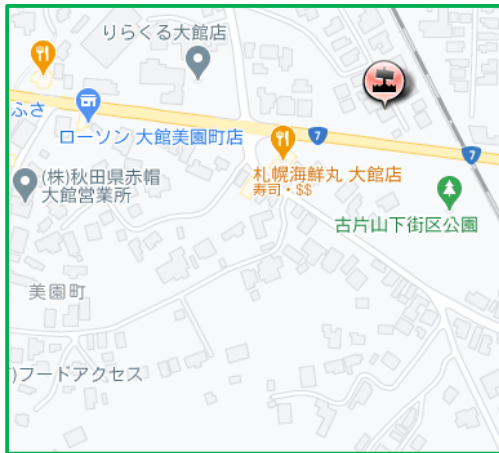 りらくる大館店
ふさ
ローソン 大館美園町店
7
7
札幌海鮮丸 大館店
寿司・$$
(株)秋田県赤帽
大館営業所
古片山下街区公園
美園町
)フードアクセス